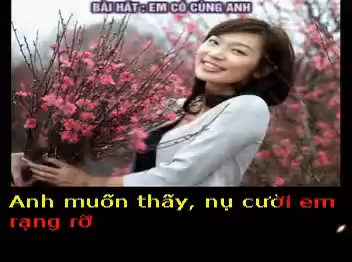 BÀI HÁT : EM CÓ CÙNG ANH
Anh muốn thấy, nụ cười em
rạng rỡ